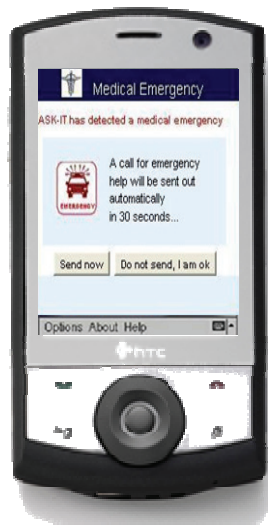 Medical Emergency
ASK-IT has detected a medical emergency
A call for emergency
help will be sent out
automatically
in 30 seconds...
EMERGENCY
Send now Do not send, I am ok
Options About Help
hTC